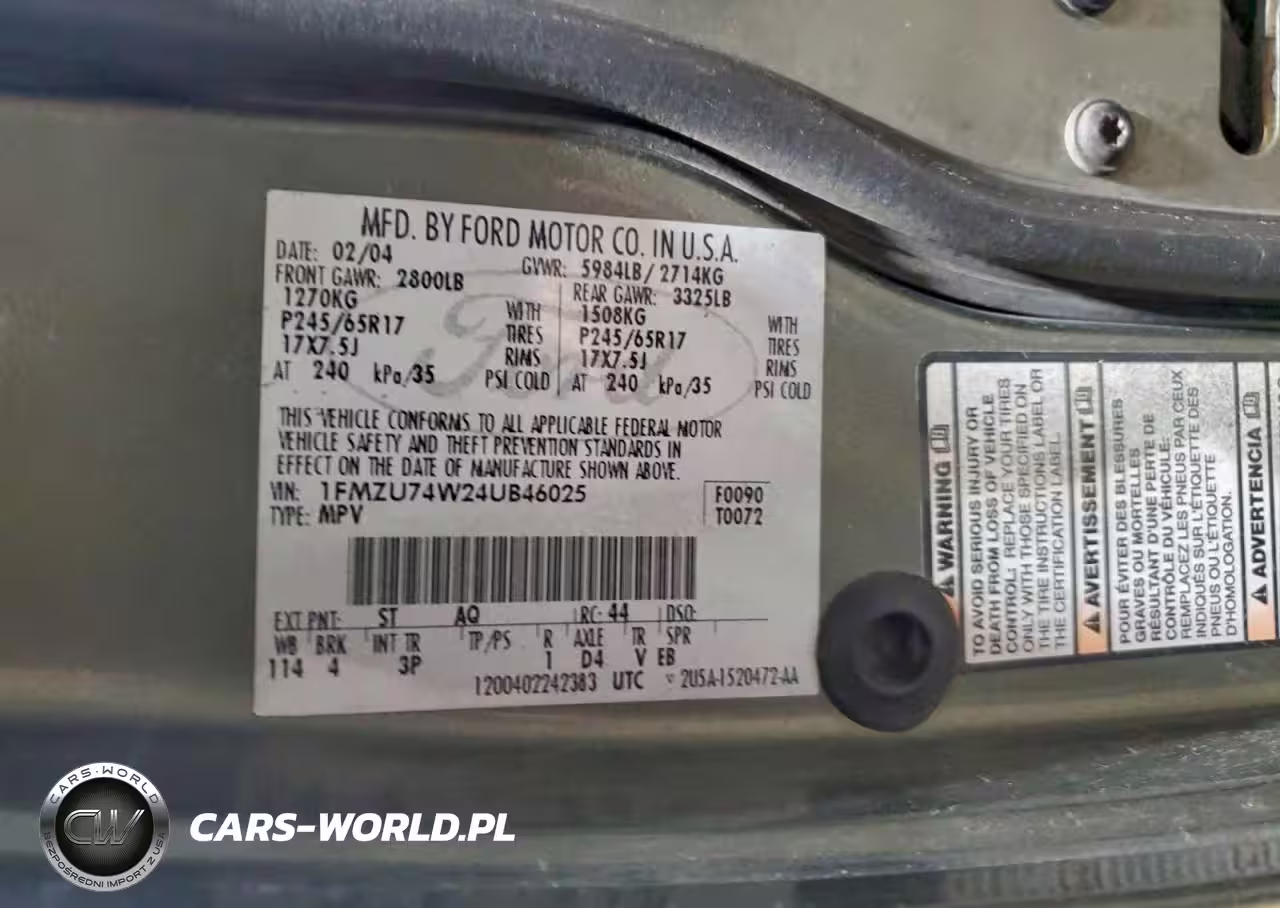 MFD. BY FORD MOTOR CO. IN U.S.A.
DATE: 02/04
GVWR: 5984LB / 2714KG
FRONT GAWR: 2800LB
REAR GAWR: 3325LB
1270KG WITH
1508KG WITH
P245/65R17 TIRES
P245/65R17 TIRES
17X7.5J RIMS
17X7.5J RIMS
AT 240 kPa/35 PSI COLD
AT 240 kPa/35 PSI COLD
Ford
THIS VEHICLE CONFORMS TO ALL APPLICABLE FEDERAL MOTOR
VEHICLE SAFETY AND THEFT PREVENTION STANDARDS IN
EFFECT ON THE DATE OF MANUFACTURE SHOWN ABOVE.
VIN: 1FMZU74W24UB46025
F0090
TYPE: MPV
T0072
EXT PNT: ST AQ RC: 44 DSO:
WB BRK INT TR TP/PS R AXLE TR SPR
114 4 3P 1 D4 V EB
1200402242383 UTC 2U5A-1520472-AA
WARNING
TO AVOID SERIOUS INJURY OR
DEATH FROM LOSS OF VEHICLE
CONTROL: REPLACE YOUR TIRES
ONLY WITH THOSE SPECIFIED ON
THE TIRE INSTRUCTIONS LABEL OR
THE CERTIFICATION LABEL.
AVERTISSEMENT
POUR ÉVITER DES BLESSURES
GRAVES OU MORTELLES
RÉSULTANT D'UNE PERTE DE
CONTRÔLE DU VÉHICULE:
REMPLACEZ LES PNEUS PAR CEUX
INDIQUÉS SUR L'ÉTIQUETTE DES
PNEUS OU L'ÉTIQUETTE
D'HOMOLOGATION.
ADVERTENCIA
CARS-WORLD
CW
BEZPOŚREDNI IMPORT Z USA
CARS-WORLD.PL